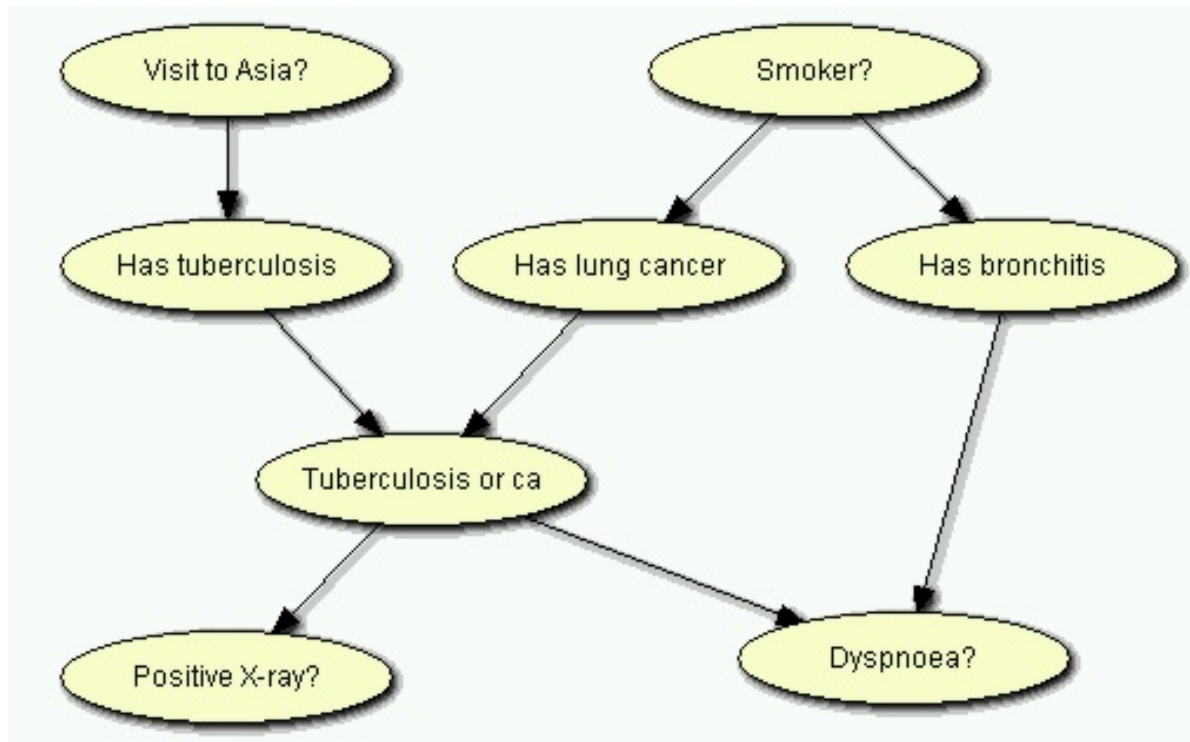 Visit to Asia?
Smoker?
Has tuberculosis
Has lung cancer
Has bronchitis
Tuberculosis or ca
Positive X-ray?
Dyspnoea?